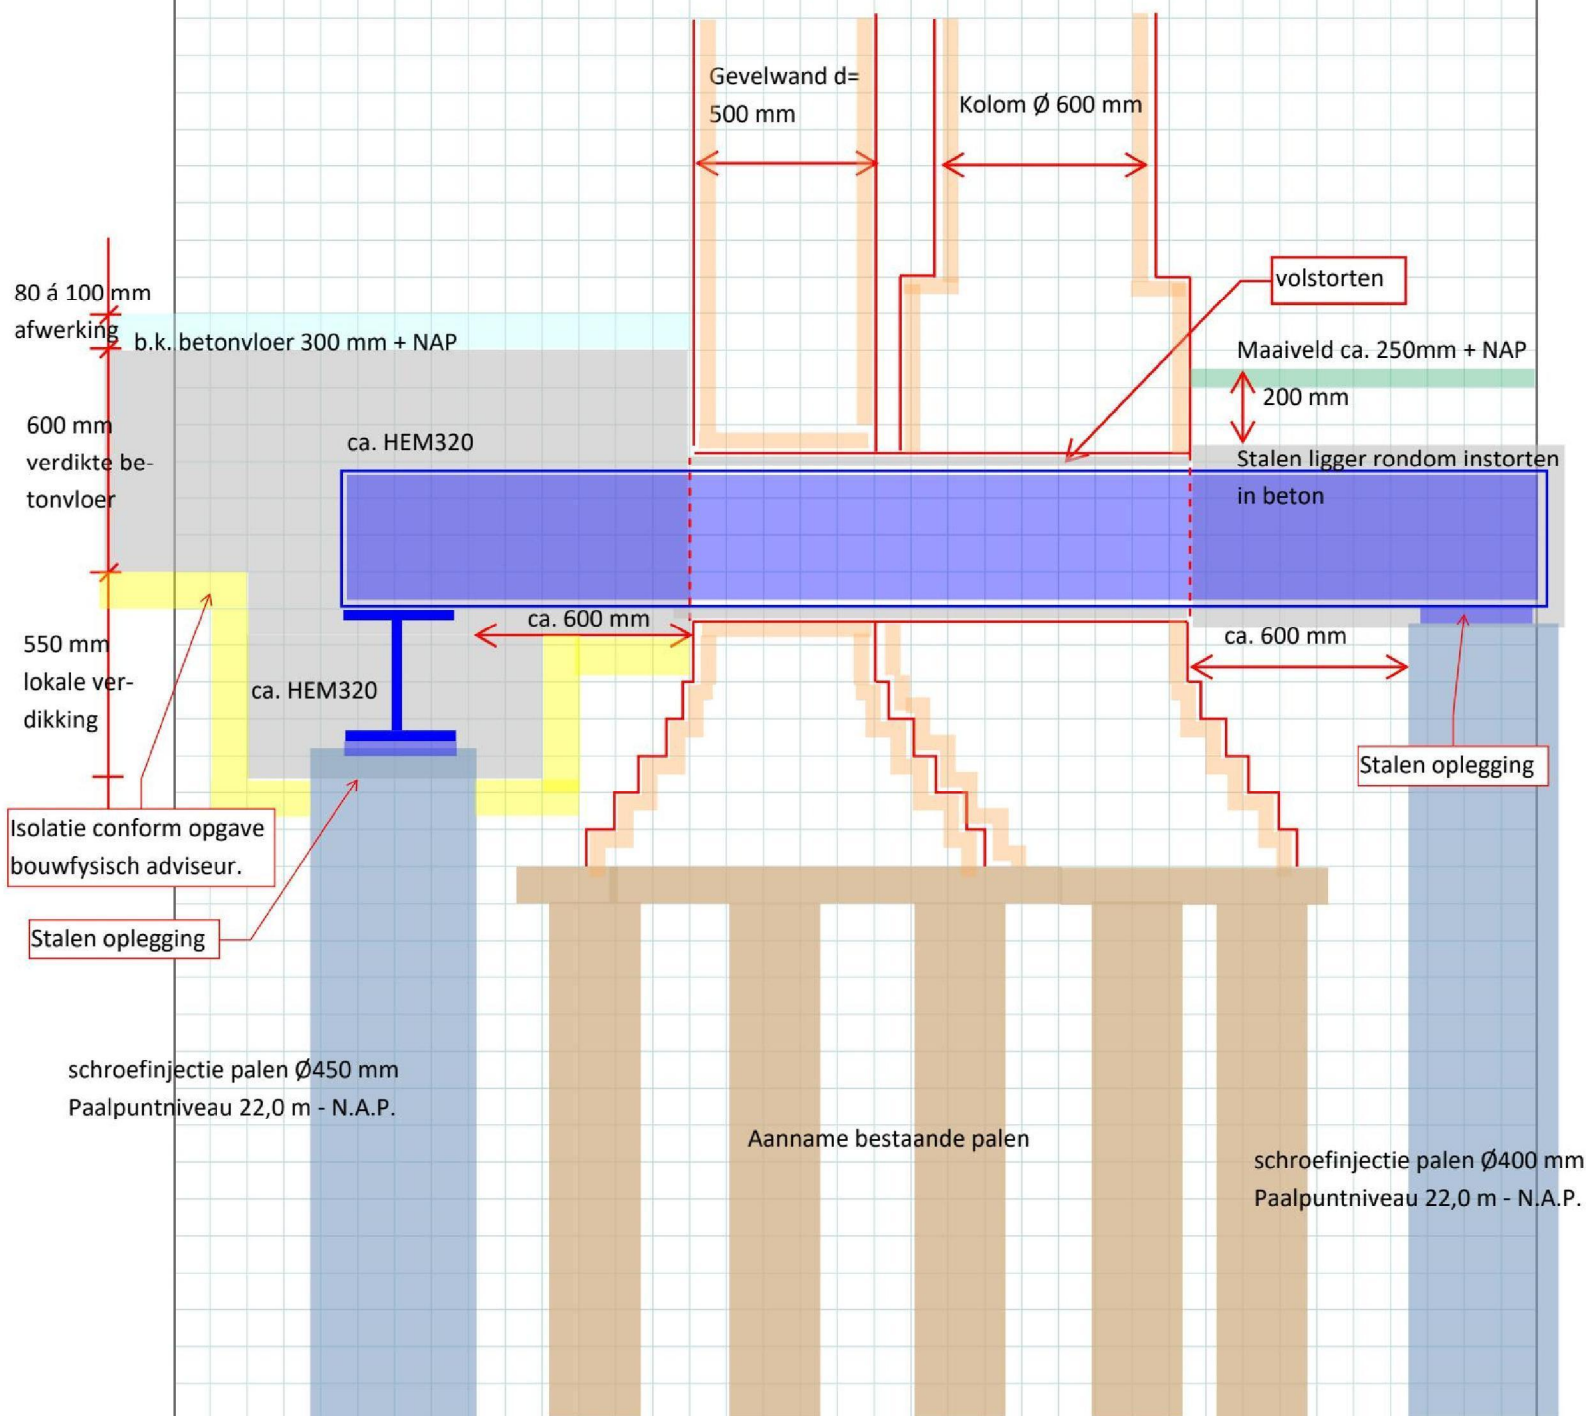 Gevelwand d=
500 mm
Kolom Ø 600 mm
80 á 100 mm
afwerking
b.k. betonvloer 300 mm + NAP
volstorten
Maaiveld ca. 250mm + NAP
200 mm
600 mm
verdikte be-
tonvloer
ca. HEM320
Stalen ligger rondom instorten
in beton
ca. 600 mm
ca. 600 mm
550 mm
lokale ver-
dikking
ca. HEM320
Stalen oplegging
Isolatie conform opgave
bouwfysisch adviseur.
Stalen oplegging
schroefinjectie palen Ø450 mm
Paalpuntniveau 22,0 m - N.A.P.
Aanname bestaande palen
schroefinjectie palen Ø400 mm
Paalpuntniveau 22,0 m - N.A.P.